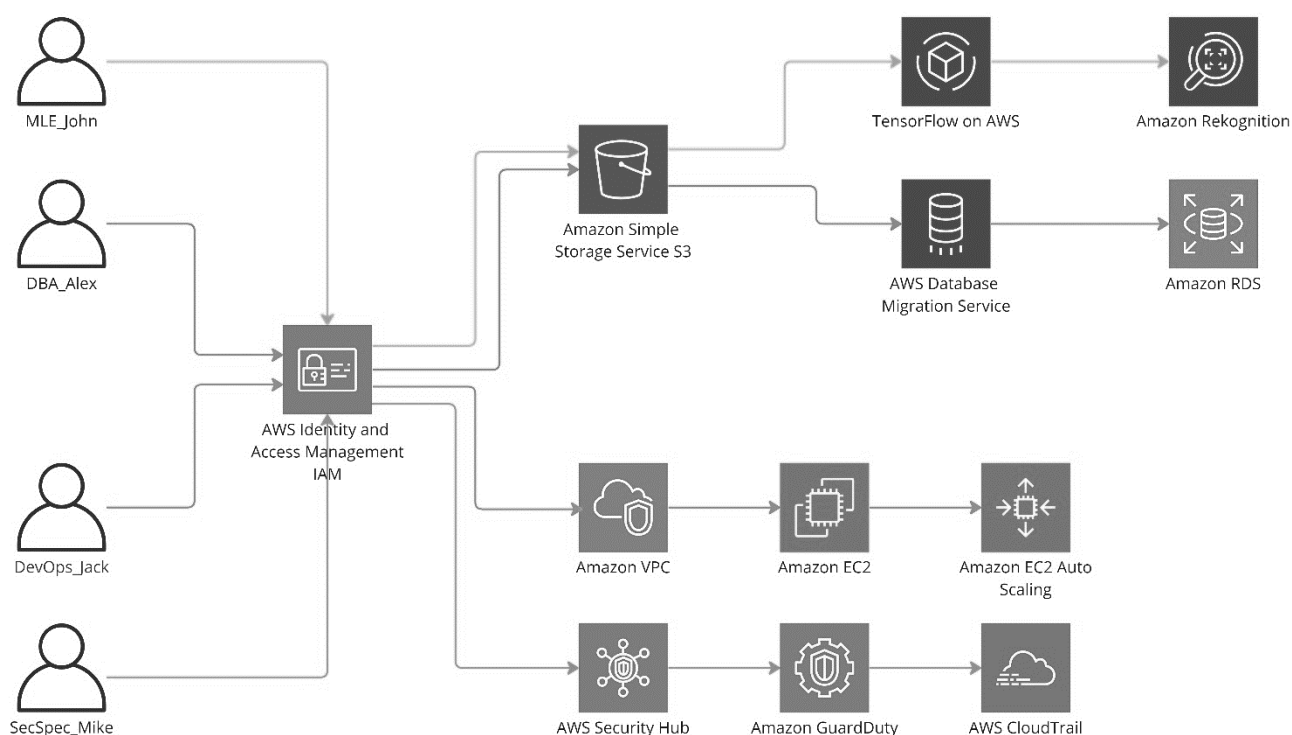 MLE_John
TensorFlow on AWS
Amazon Rekognition
Amazon Simple
Storage Service S3
DBA_Alex
AWS Database
Migration Service
Amazon RDS
AWS Identity and
Access Management
IAM
DevOps_Jack
Amazon VPC
Amazon EC2
Amazon EC2 Auto
Scaling
SecSpec_Mike
AWS Security Hub
Amazon GuardDuty
AWS CloudTrail